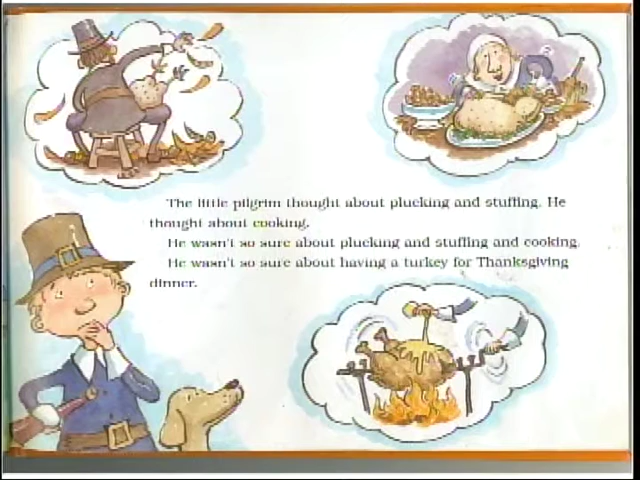 The little pilgrim thought about plucking and stuffing. He
thought about cooking.
He wasn't so sure about plucking and stuffing and cooking.
He wasn't so sure about having a turkey for Thanksgiving
dinner.